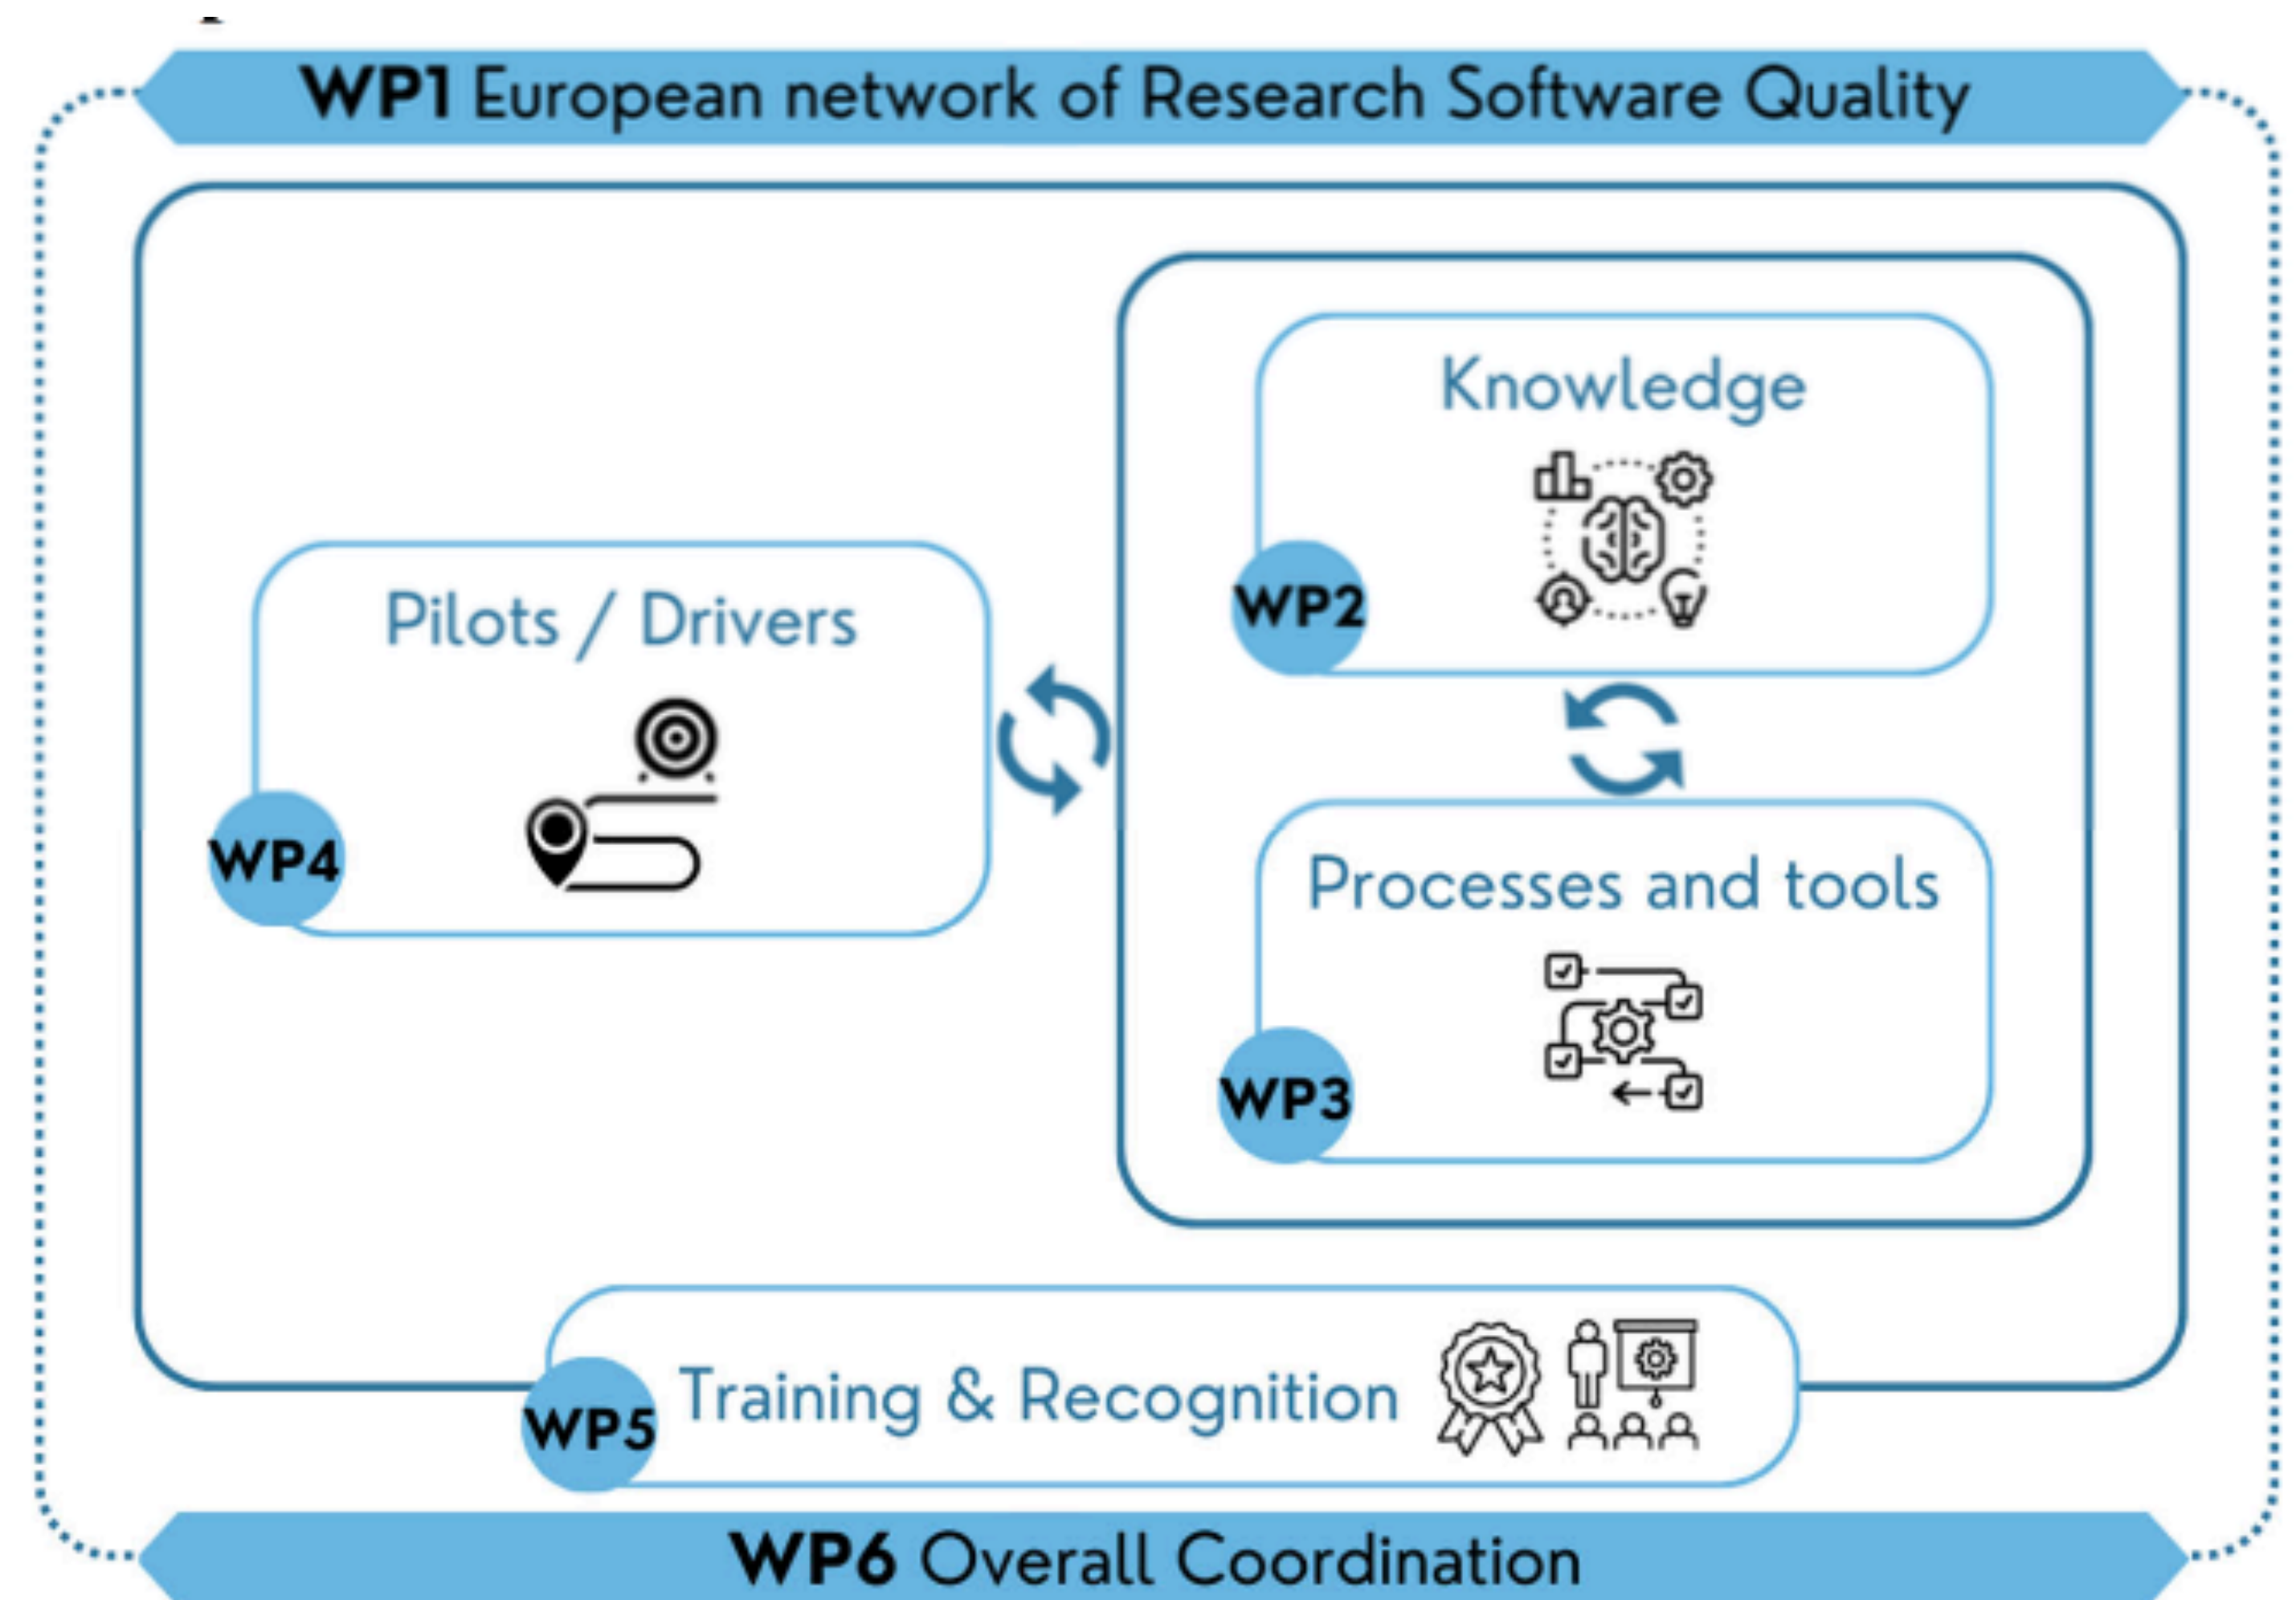 WP1 European network of Research Software Quality
Knowledge
WP2
Pilots / Drivers
WP4
Processes and tools
WP3
Training & Recognition
WP5
WP6 Overall Coordination